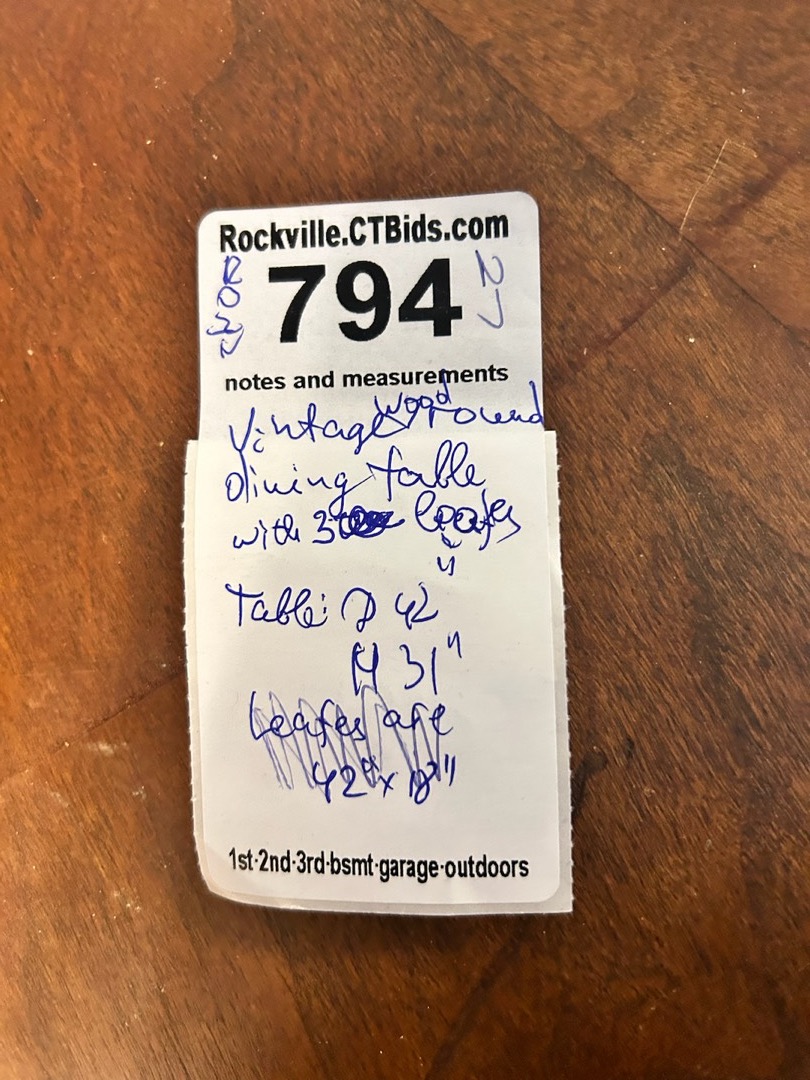 Rockville.CTBids.com
794
notes and measurements
Vintage wood round
dining table
with 3 leafes
Table: D 42"
H 31"
Leafes are
42" x 18"
1st·2nd·3rd·bsmt·garage·outdoors